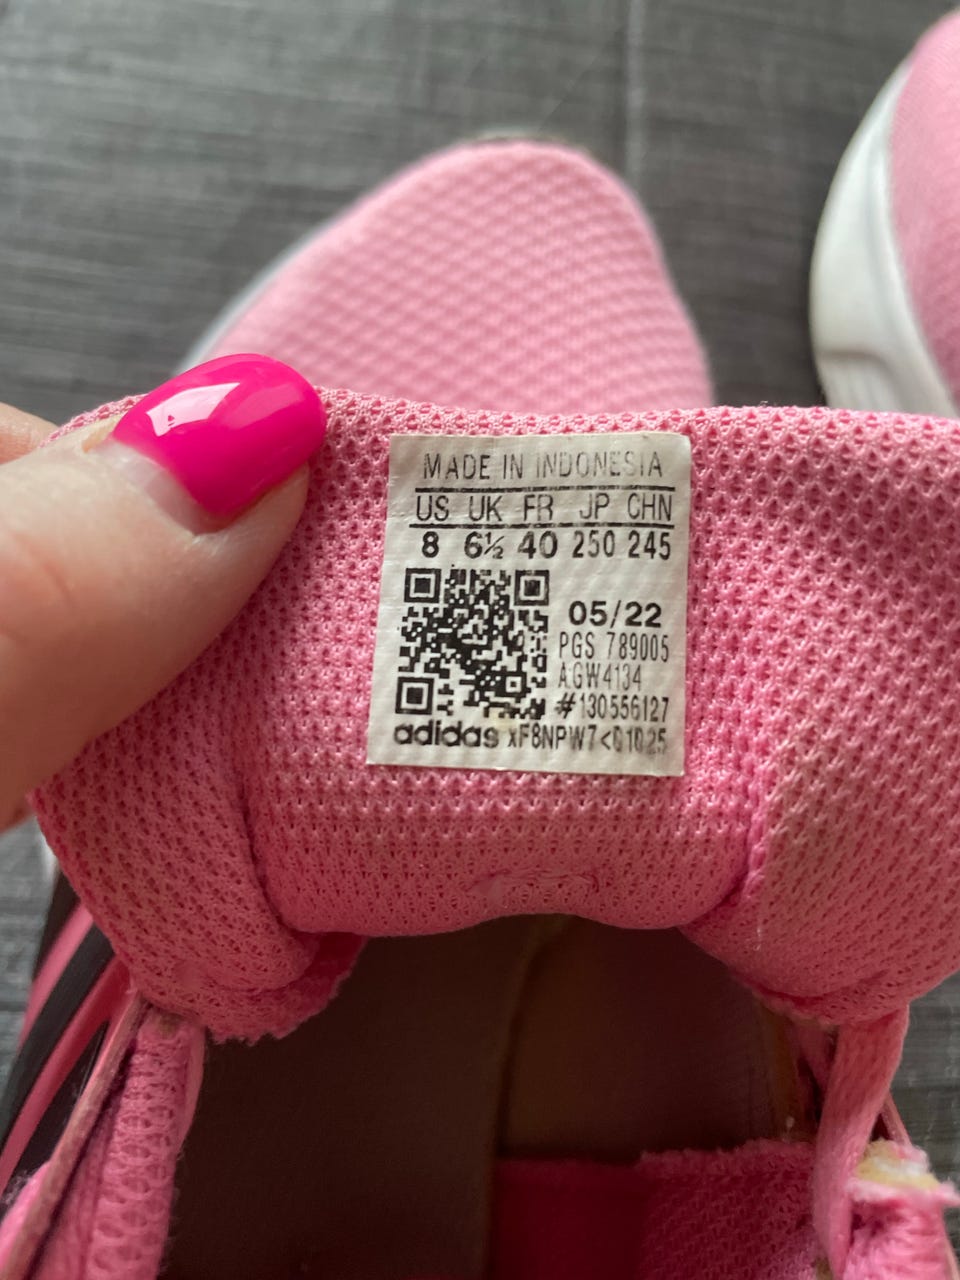 MADE IN INDONESIA
US UK FR JP CHN
8 6½ 40 250 245
05/22
PGS 789005
AGW4134
#130556127
adidas xF8NPW7<01025